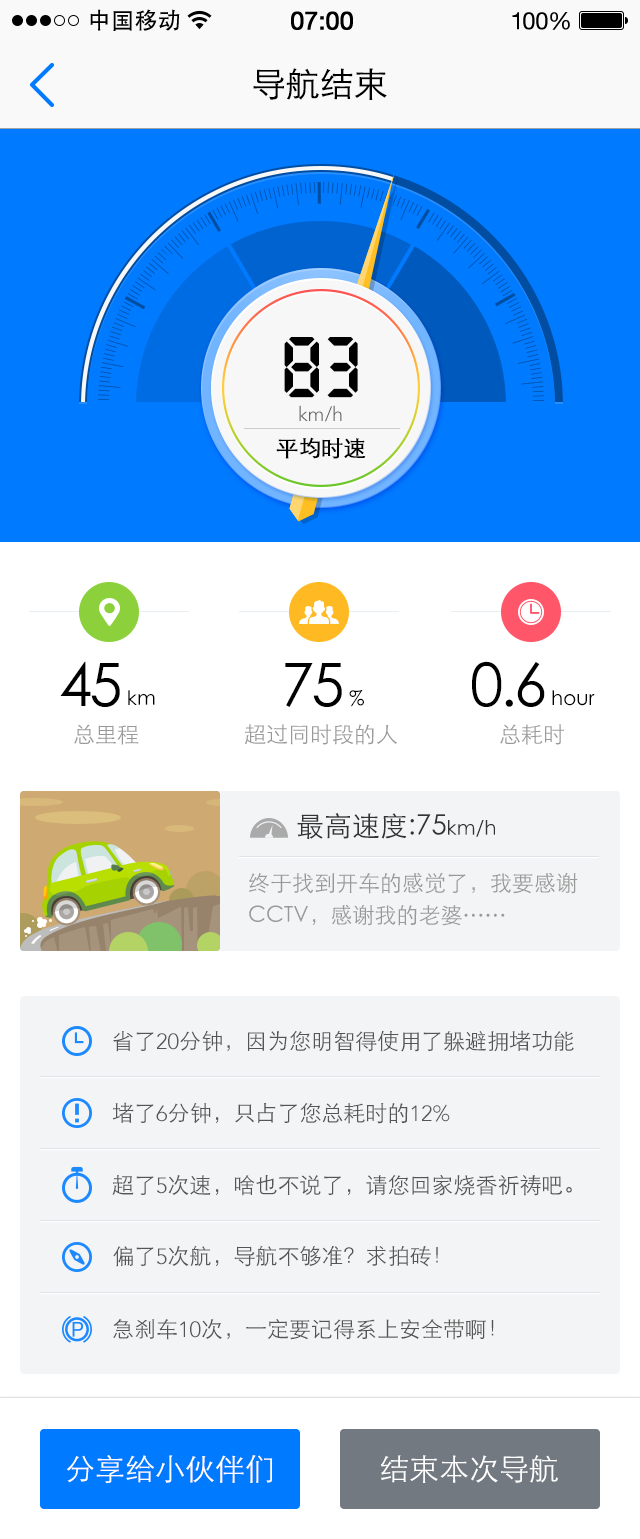 中国移动 07:00 100%
导航结束
83
km/h
平均时速
45 km 75 % 0.6 hour
总里程 超过同时段的人 总耗时
最高速度:75km/h
终于找到开车的感觉了，我要感谢
CCTV，感谢我的老婆……
省了20分钟，因为您明智得使用了躲避拥堵功能
堵了6分钟，只占了您总耗时的12%
超了5次速，啥也不说了，请您回家烧香祈祷吧。
偏了5次航，导航不够准？求拍砖！
P 急刹车10次，一定要记得系上安全带啊！
分享给小伙伴们 结束本次导航